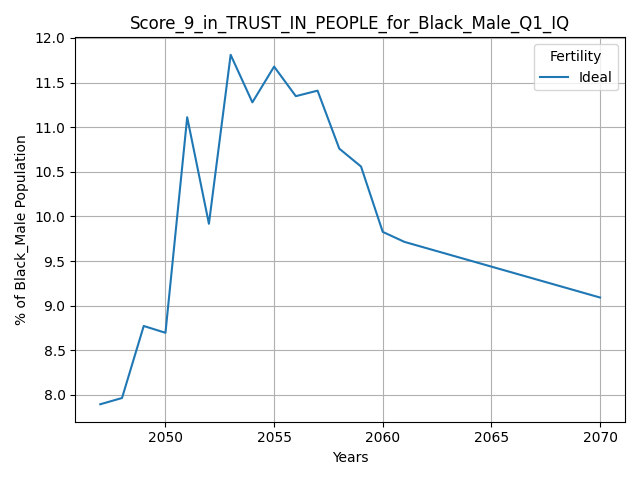 Score_9_in_TRUST_IN_PEOPLE_for_Black_Male_Q1_IQ
Fertility
Ideal
% of Black_Male Population
12.0
11.5
11.0
10.5
10.0
9.5
9.0
8.5
8.0
2050
2055
2060
2065
2070
Years